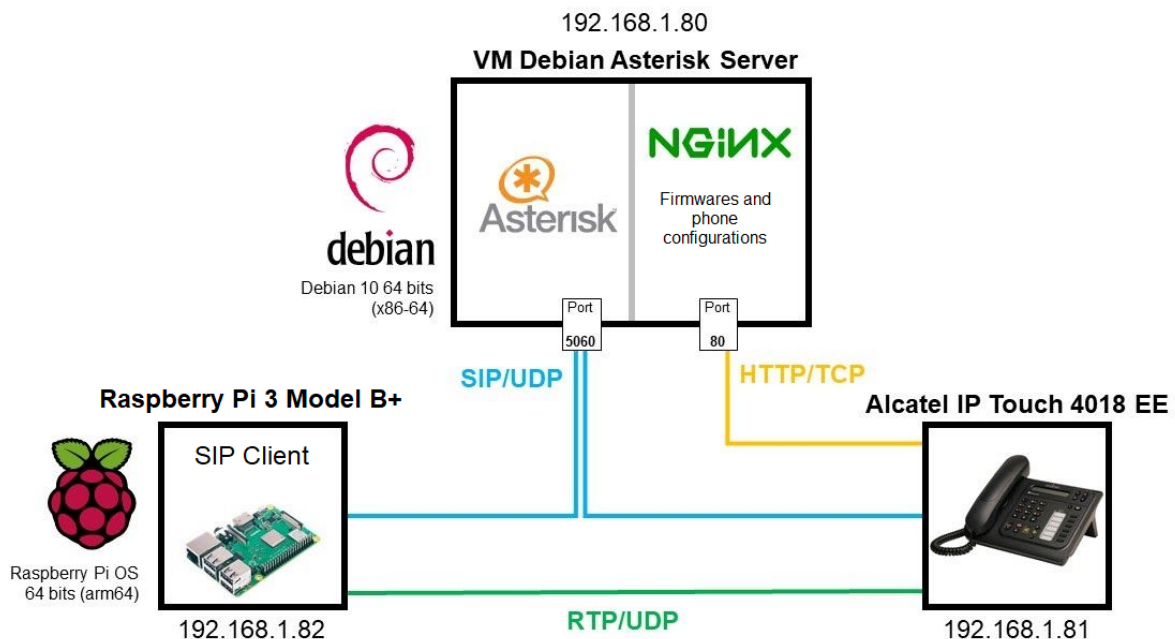 192.168.1.80
VM Debian Asterisk Server
NGINX
Asterisk
Firmwares and
phone
configurations
debian
Debian 10 64 bits
(x86-64)
Port
5060
Port
80
SIP/UDP
HTTP/TCP
Raspberry Pi 3 Model B+
Alcatel IP Touch 4018 EE
SIP Client
Raspberry Pi OS
64 bits (arm64)
RTP/UDP
192.168.1.82
192.168.1.81